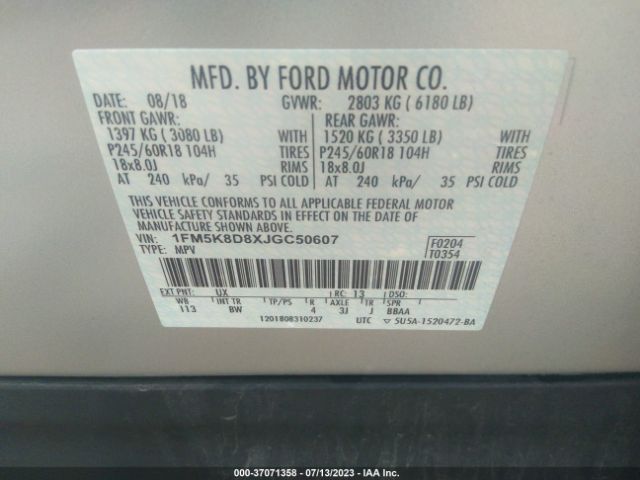 MFD. BY FORD MOTOR CO.
DATE: 08/18 GVWR: 2803 KG ( 6180 LB)
FRONT GAWR: REAR GAWR:
1397 KG ( 3080 LB) WITH 1520 KG ( 3350 LB) WITH
P245/60R18 104H TIRES P245/60R18 104H TIRES
18x8.0J RIMS 18x8.0J RIMS
AT 240 kPa/ 35 PSI COLD AT 240 kPa/ 35 PSI COLD
THIS VEHICLE CONFORMS TO ALL APPLICABLE FEDERAL MOTOR
VEHICLE SAFETY STANDARDS IN EFFECT ON THE DATE OF
MANUFACTURE SHOWN ABOVE.
VIN: 1FM5K8D8XJGC50607 F0204
TYPE: MPV T0354
EXT PNT: UX RC: 13 DSO:
WB INT TR TP/PS R AXLE TR SPR
113 BW 4 3J J BBAA
1201808310237 UTC 5U5A-1520472-BA
000-37071358 - 07/13/2023 - IAA Inc.